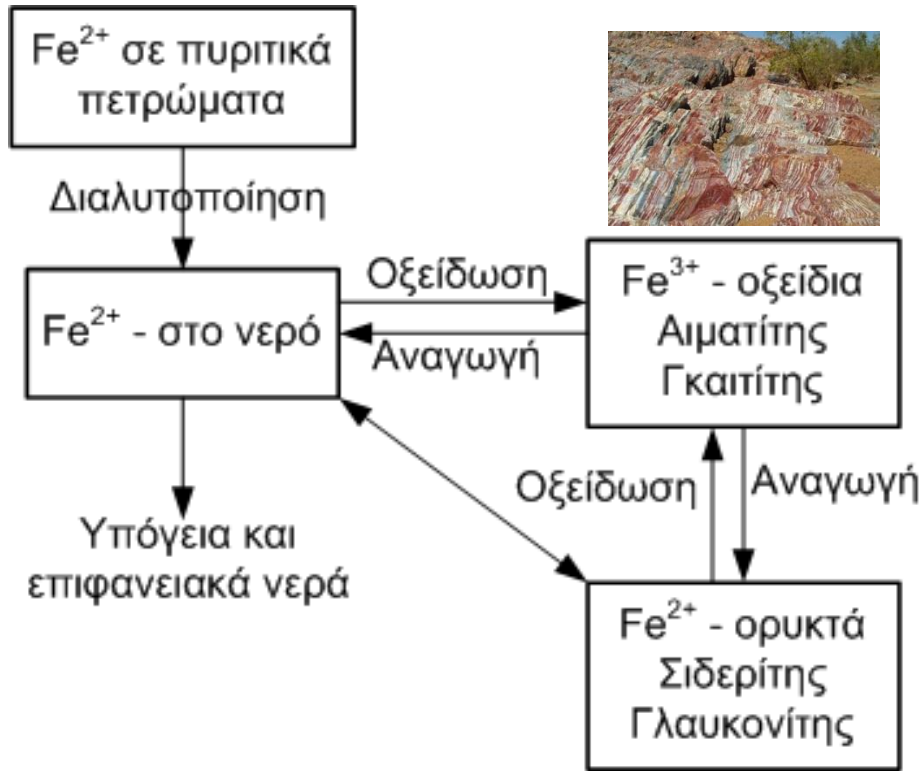 Fe²⁺ σε πυριτικά
πετρώματα
Διαλυτοποίηση
Fe²⁺ - στο νερό
Οξείδωση
Αναγωγή
Fe³⁺ - οξείδια
Αιματίτης
Γκαιτίτης
Οξείδωση
Αναγωγή
Υπόγεια και
επιφανειακά νερά
Fe²⁺ - ορυκτά
Σιδερίτης
Γλαυκονίτης